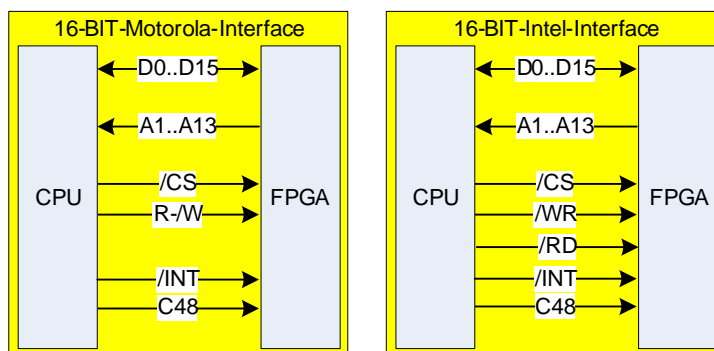 16-BIT-Motorola-Interface
D0..D15
A1..A13
CPU
/CS
FPGA
R-/W
/INT
C48
16-BIT-Intel-Interface
D0..D15
A1..A13
CPU
/CS
FPGA
/WR
/RD
/INT
C48